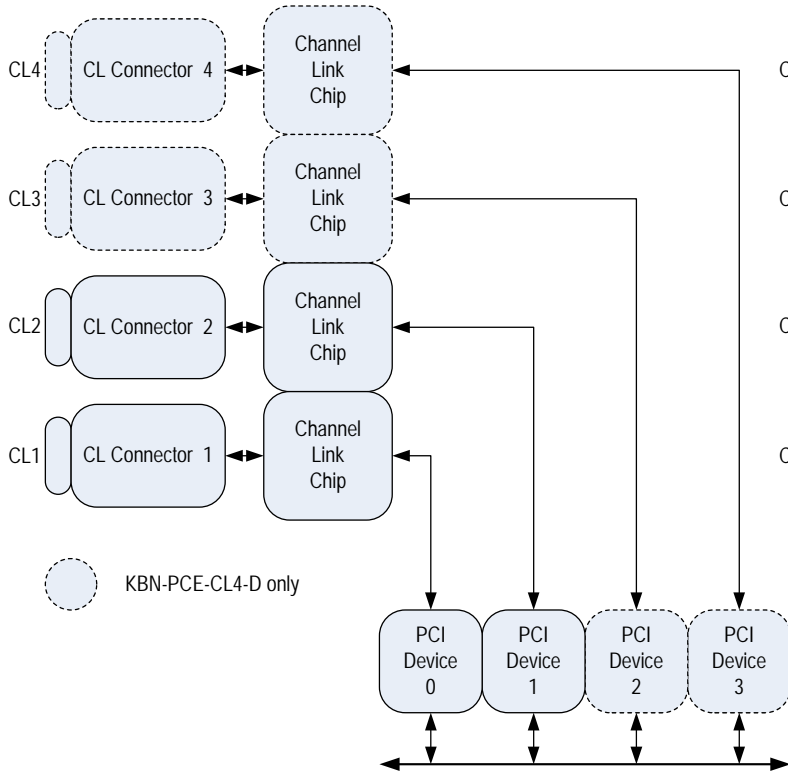 CL4
CL Connector 4
Channel
Link
Chip
C
CL3
CL Connector 3
Channel
Link
Chip
C
CL2
CL Connector 2
Channel
Link
Chip
C
CL1
CL Connector 1
Channel
Link
Chip
C
KBN-PCE-CL4-D only
PCI
Device
0
PCI
Device
1
PCI
Device
2
PCI
Device
3